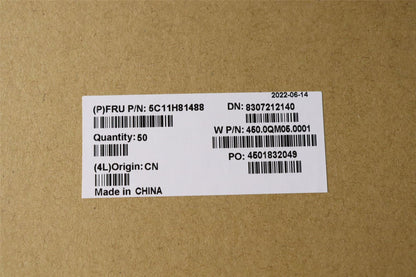 2022-06-14
(P)FRU P/N: 5C11H81488 DN: 8307212140
Quantity: 50 W P/N: 450.0QM05.0001
(4L)Origin: CN PO: 4501832049
Made in CHINA